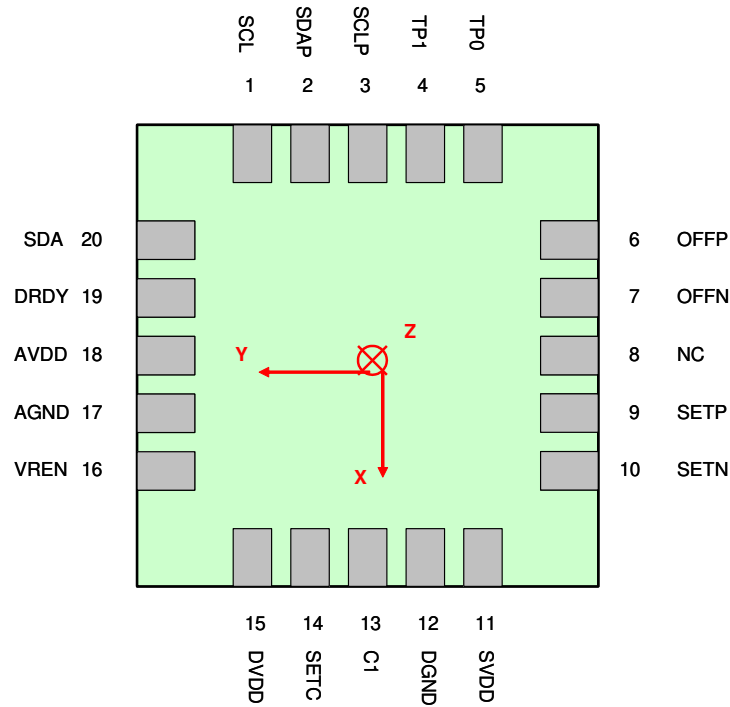 SCL SDAP SCLP TP1 TP0
1 2 3 4 5
SDA 20
6 OFFP
DRDY 19
7 OFFN
Z
AVDD 18
Y
8 NC
AGND 17
9 SETP
VREN 16
X
10 SETN
15 14 13 12 11
DVDD SETC C1 DGND SVDD